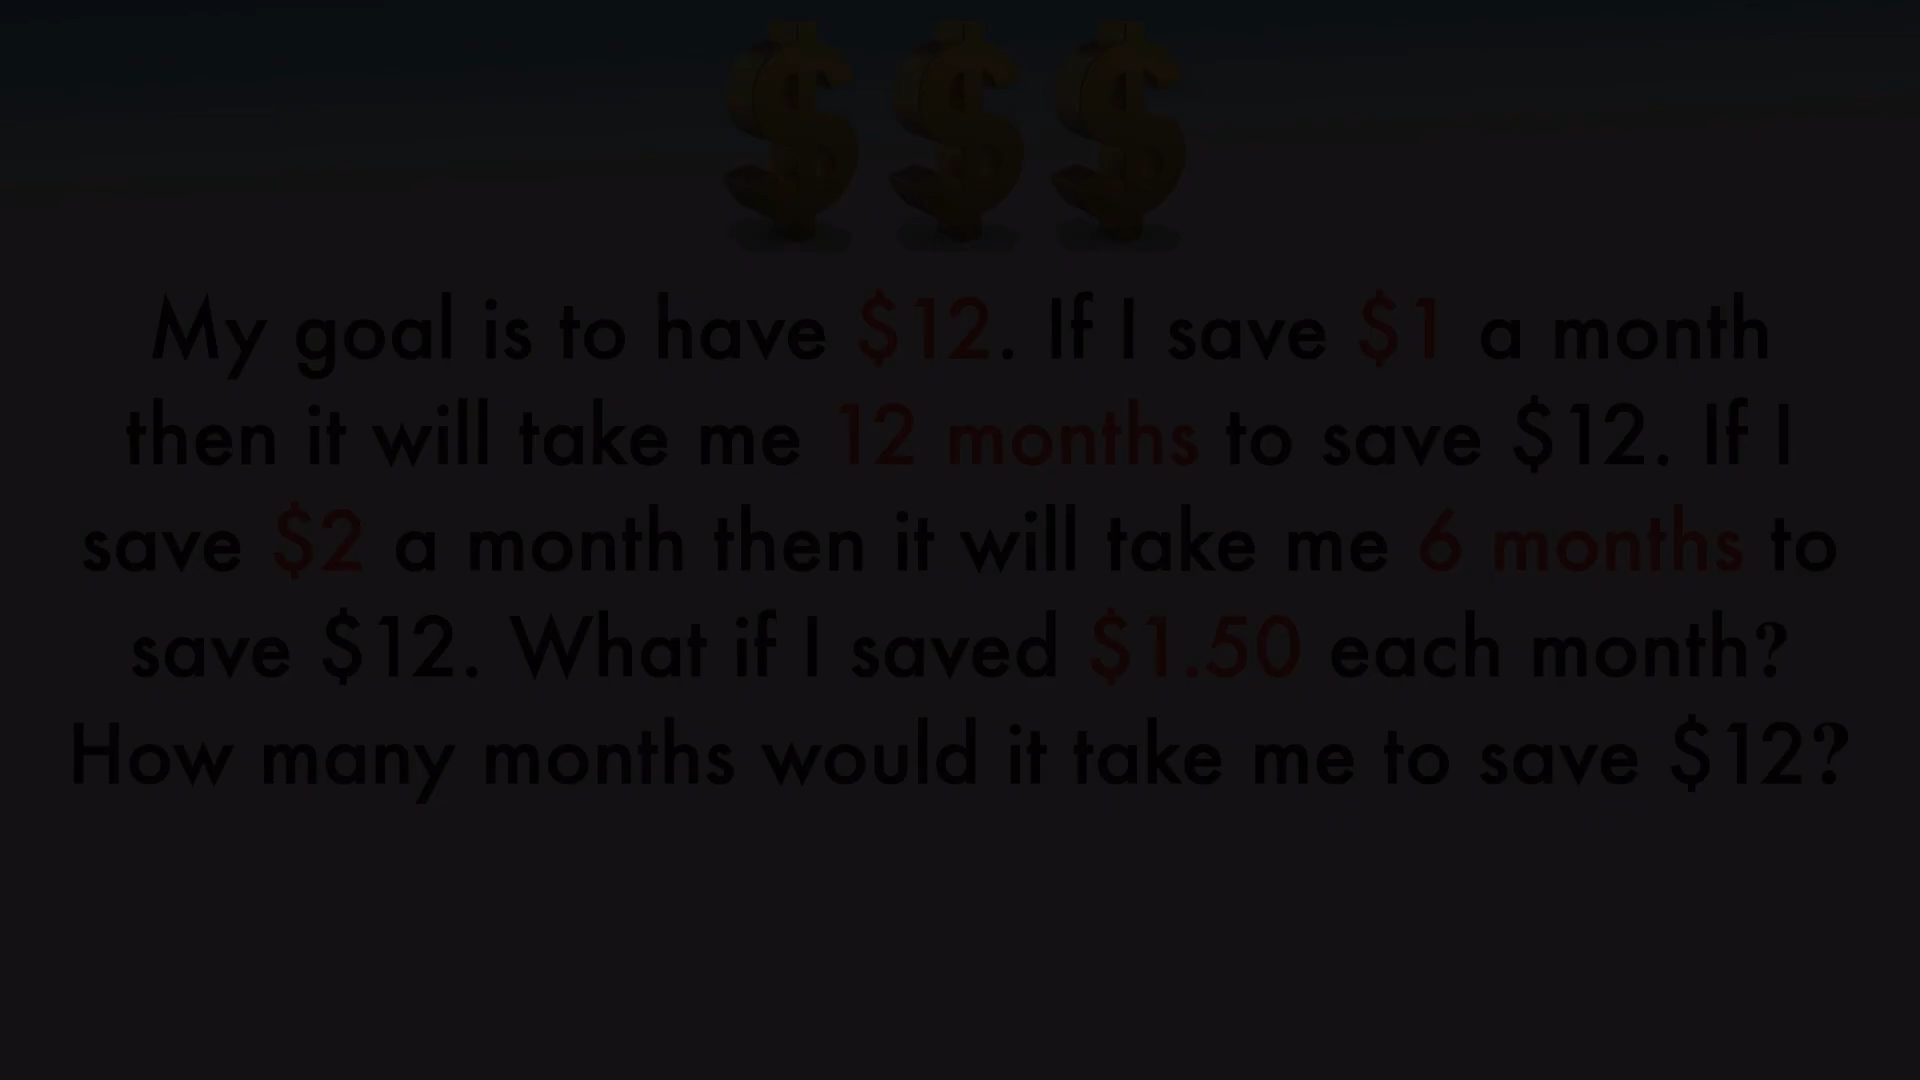 $$$
My goal is to have $12. If I save $1 a month
then it will take me 12 months to save $12. If I
save $2 a month then it will take me 6 months to
save $12. What if I saved $1.50 each month?
How many months would it take me to save $12?